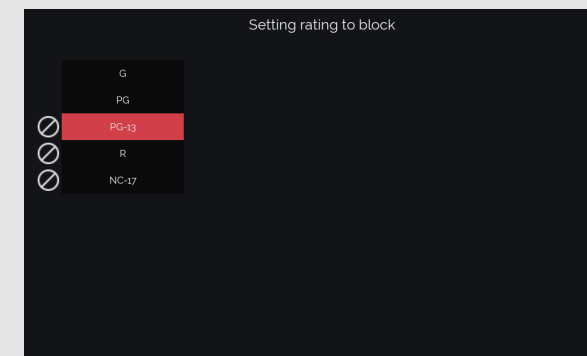 Setting rating to block
G
PG
PG-13
R
NC-17